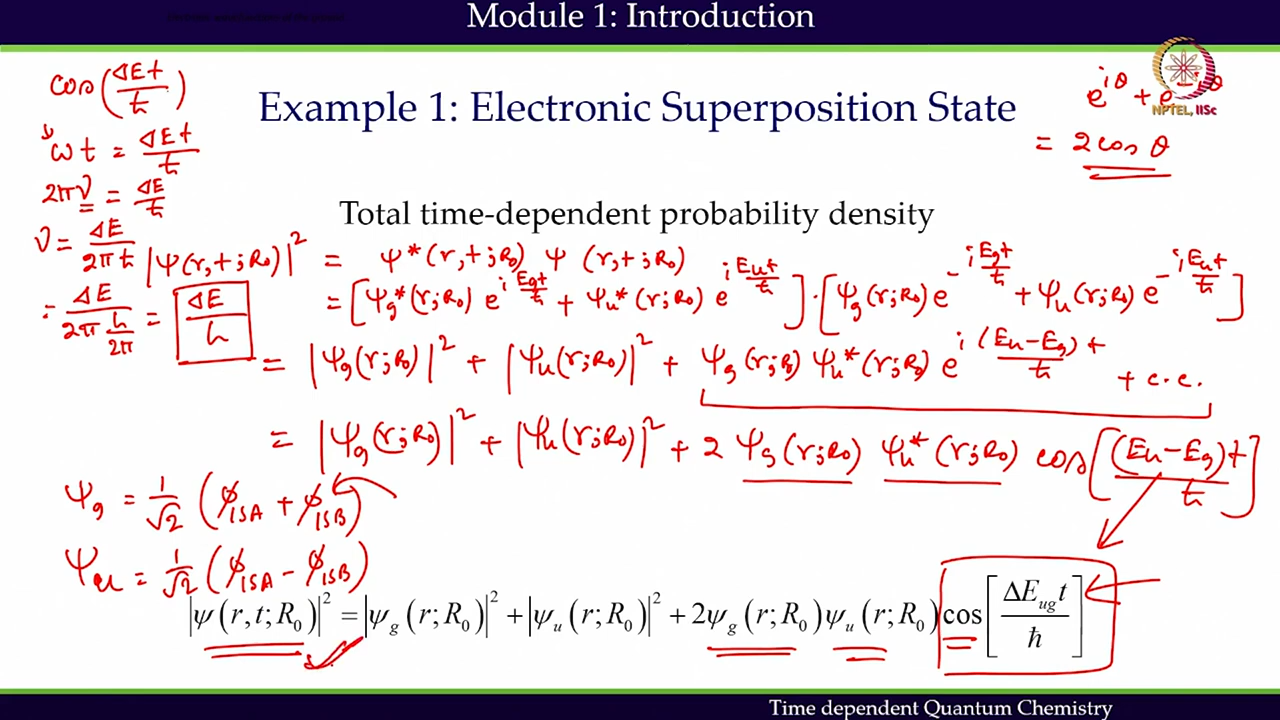 Module 1: Introduction
cos(ΔEt/ħ)
e^{iθ} + e^{-iθ}
NPTEL, IISc
Example 1: Electronic Superposition State
= 2cosθ
ωt = ΔEt/ħ
2πν = ΔE/ħ
Total time-dependent probability density
ν = ΔE/2πħ
= ΔE/(2π h/2π) = ΔE/h
|Ψ(r,t;R₀)|² = Ψ*(r,t;R₀) Ψ(r,t;R₀)
= [Ψg*(r;R₀) e^{iEgt/ħ} + Ψu*(r;R₀) e^{iEut/ħ}]·[Ψg(r;R₀) e^{-iEgt/ħ} + Ψu(r;R₀) e^{-iEut/ħ}]
= |Ψg(r;R₀)|² + |Ψu(r;R₀)|² + Ψg(r;R₀) Ψu*(r;R₀) e^{i(Eu-Eg)t/ħ} + c.c.
= |Ψg(r;R₀)|² + |Ψu(r;R₀)|² + 2 Ψg(r;R₀) Ψu*(r;R₀) cos[(Eu-Eg)t/ħ]
Ψg = 1/√2 (ϕ1SA + ϕ1SB)
Ψu = 1/√2 (ϕ1SA - ϕ1SB)
|ψ(r,t;R₀)|² = |ψg(r;R₀)|² + |ψu(r;R₀)|² + 2ψg(r;R₀)ψu(r;R₀)cos[ΔEugt/ħ]
Time dependent Quantum Chemistry